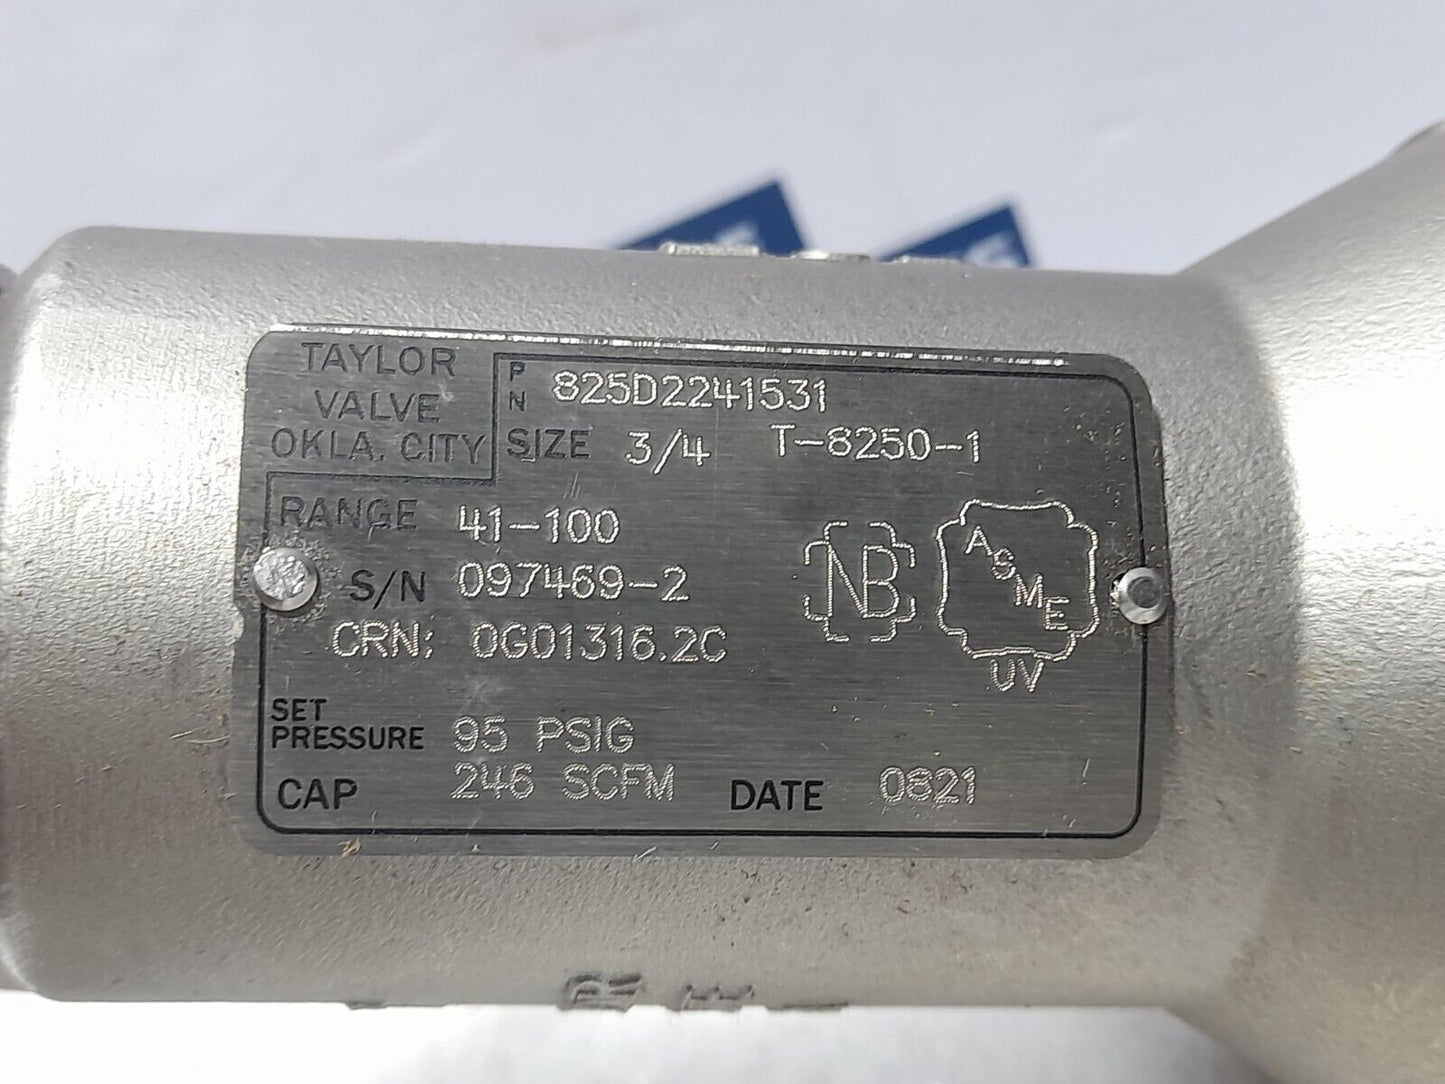 TAYLOR
VALVE
OKLA. CITY
PN 825D2241531
SIZE 3/4 T-8250-1
RANGE 41-100
S/N 097469-2
CRN: 0G01316.2C
NB
ASME
UV
SET
PRESSURE 95 PSIG
CAP 246 SCFM DATE 0821